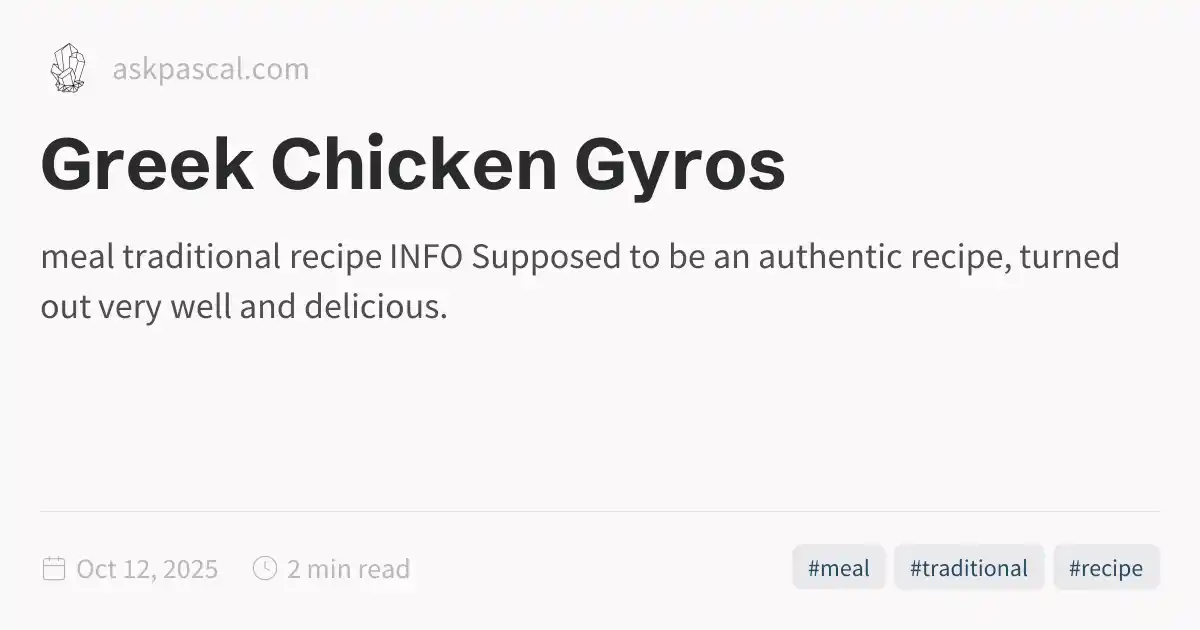 askpascal.com
Greek Chicken Gyros
meal traditional recipe INFO Supposed to be an authentic recipe, turned
out very well and delicious.
Oct 12, 2025 2 min read #meal #traditional #recipe